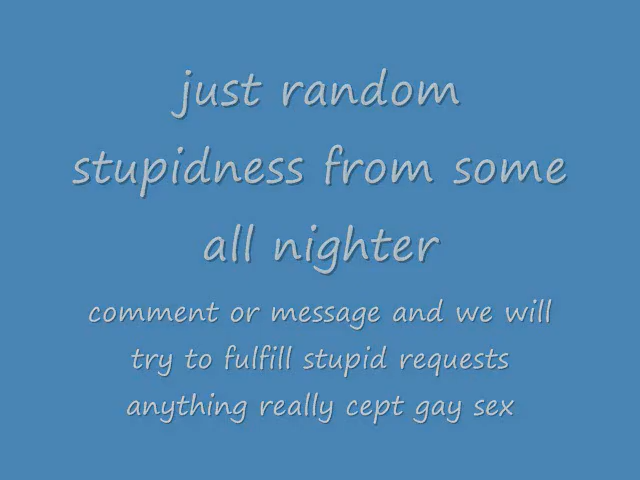 just random
stupidness from some
all nighter
comment or message and we will
try to fulfill stupid requests
anything really cept gay sex